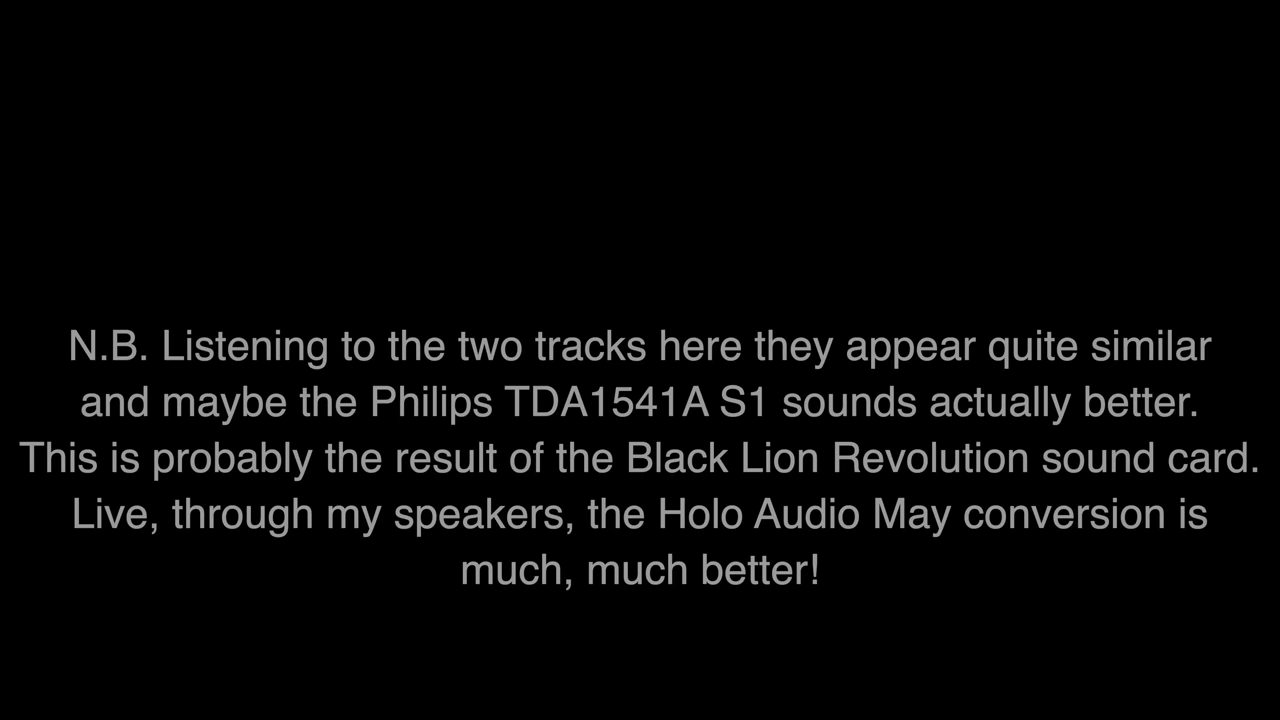 N.B. Listening to the two tracks here they appear quite similar
and maybe the Philips TDA1541A S1 sounds actually better.
This is probably the result of the Black Lion Revolution sound card.
Live, through my speakers, the Holo Audio May conversion is
much, much better!